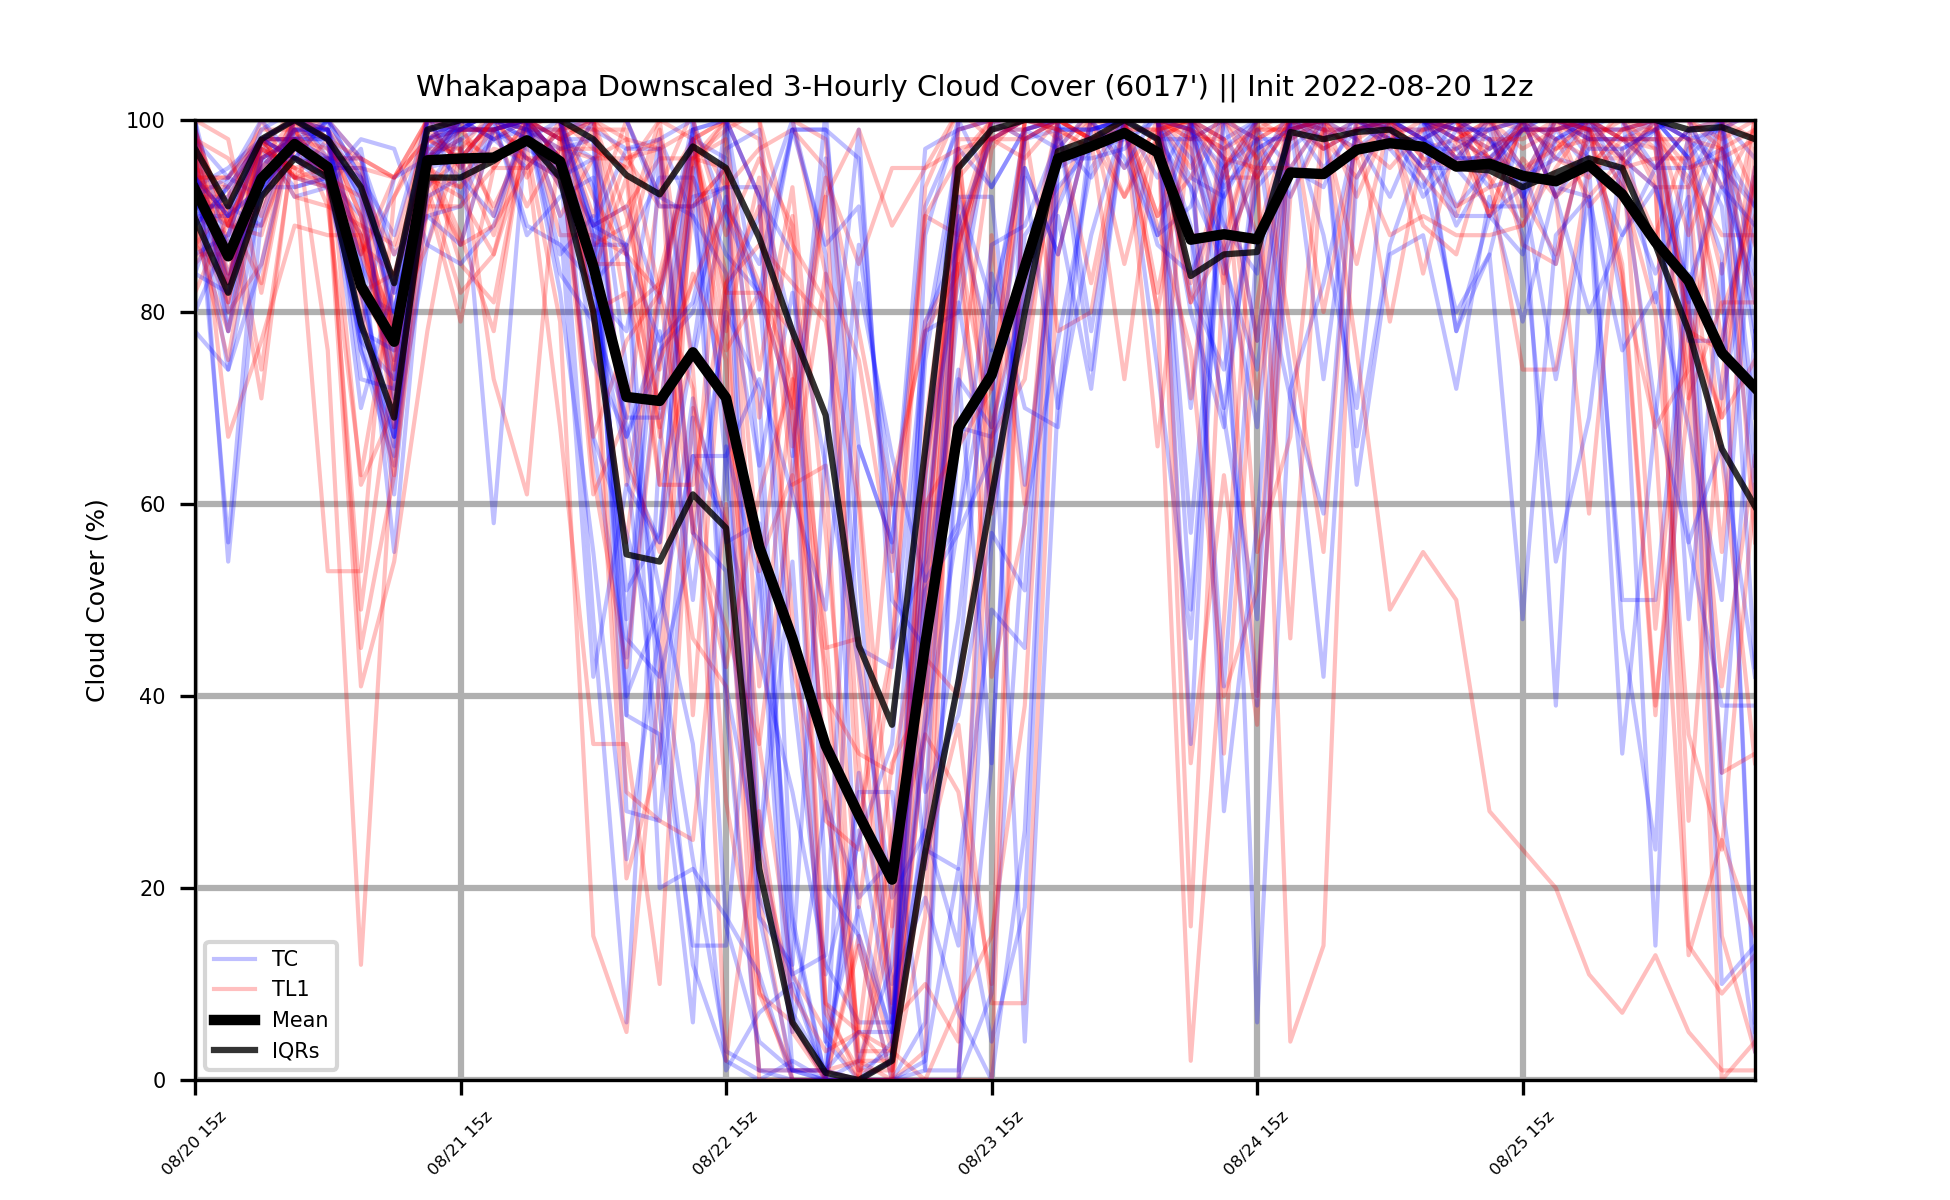 Whakapapa Downscaled 3-Hourly Cloud Cover (6017') || Init 2022-08-20 12z
Cloud Cover (%)
100
80
60
40
20
0
TC
TL1
Mean
IQRs
08/20 15z
08/21 15z
08/22 15z
08/23 15z
08/24 15z
08/25 15z